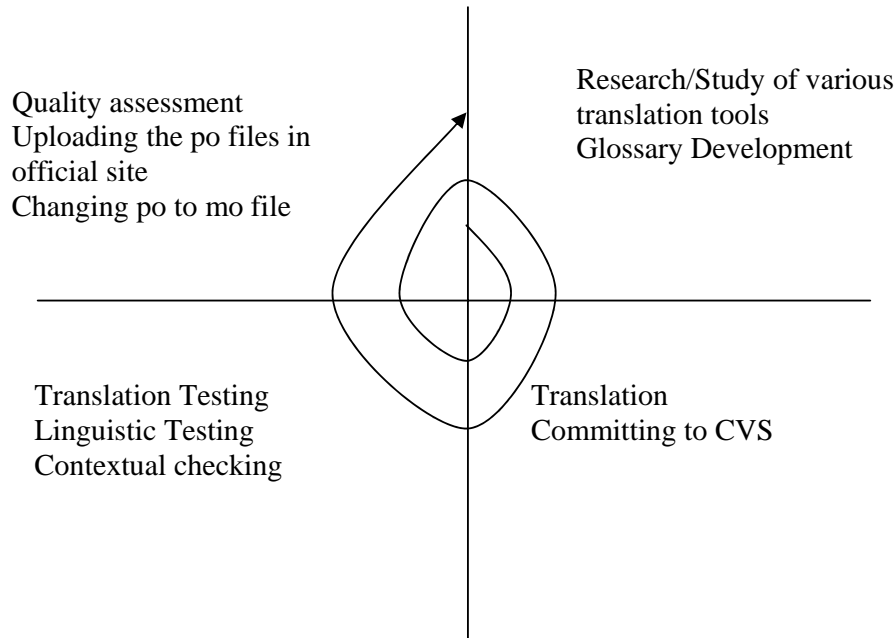 Quality assessment
Uploading the po files in
official site
Changing po to mo file
Research/Study of various
translation tools
Glossary Development
Translation Testing
Linguistic Testing
Contextual checking
Translation
Committing to CVS